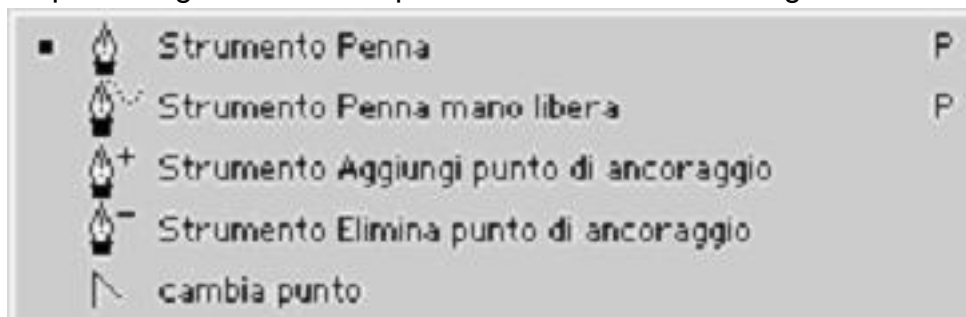 Strumento Penna P
Strumento Penna mano libera P
Strumento Aggiungi punto di ancoraggio
Strumento Elimina punto di ancoraggio
cambia punto